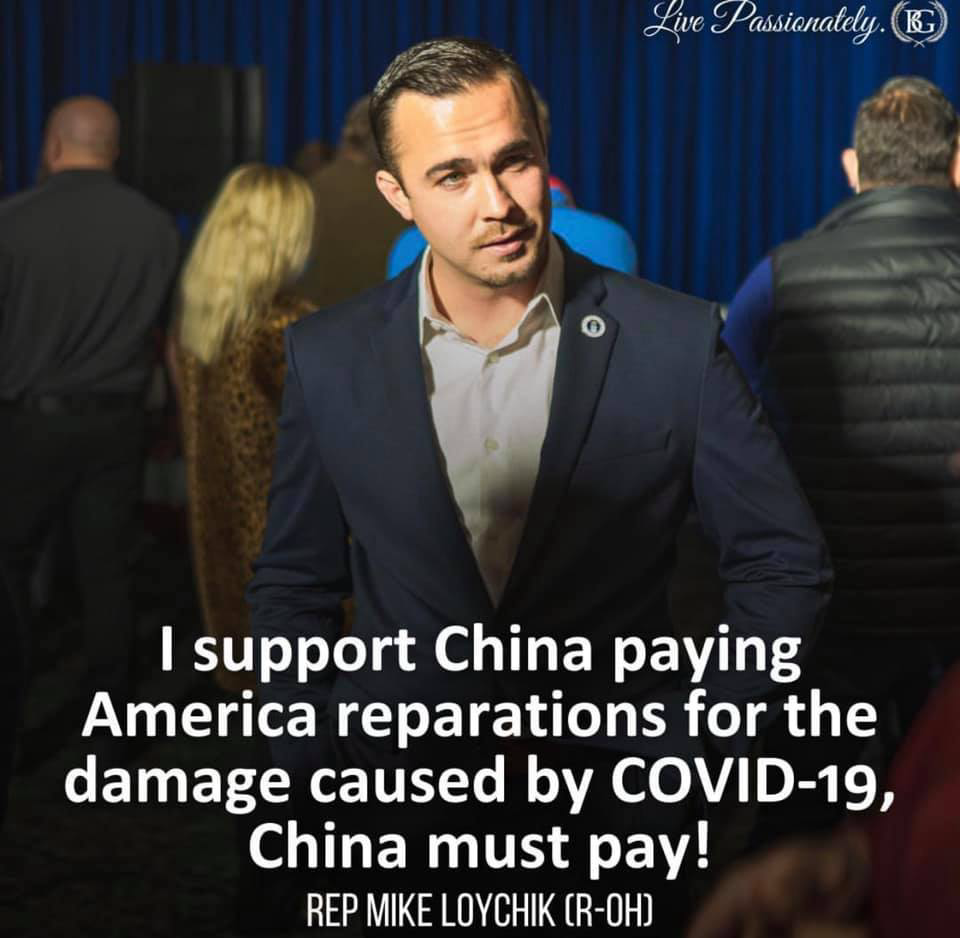 Live Passionately. BG
I support China paying
America reparations for the
damage caused by COVID-19,
China must pay!
REP MIKE LOYCHIK (R-OH)